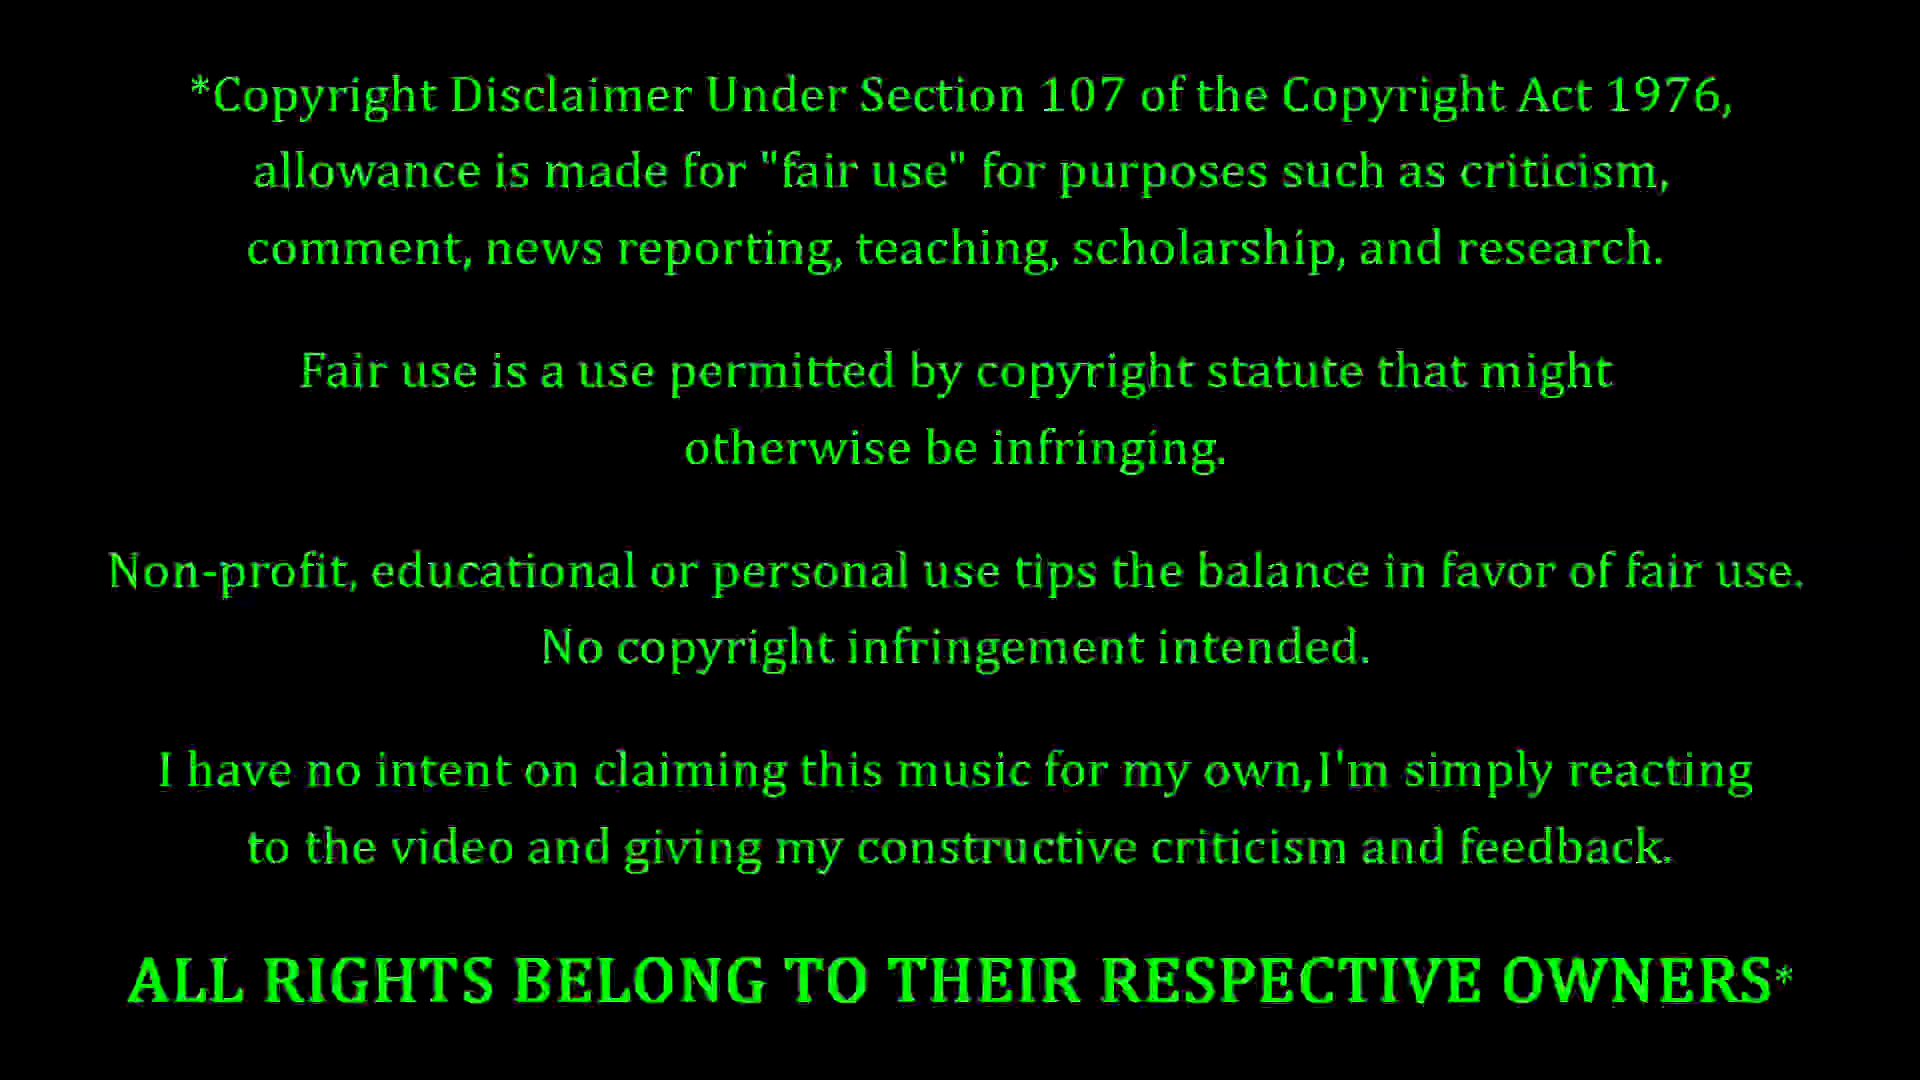 *Copyright Disclaimer Under Section 107 of the Copyright Act 1976,
allowance is made for "fair use" for purposes such as criticism,
comment, news reporting, teaching, scholarship, and research.
Fair use is a use permitted by copyright statute that might
otherwise be infringing.
Non-profit, educational or personal use tips the balance in favor of fair use.
No copyright infringement intended.
I have no intent on claiming this music for my own,I'm simply reacting
to the video and giving my constructive criticism and feedback.
ALL RIGHTS BELONG TO THEIR RESPECTIVE OWNERS*